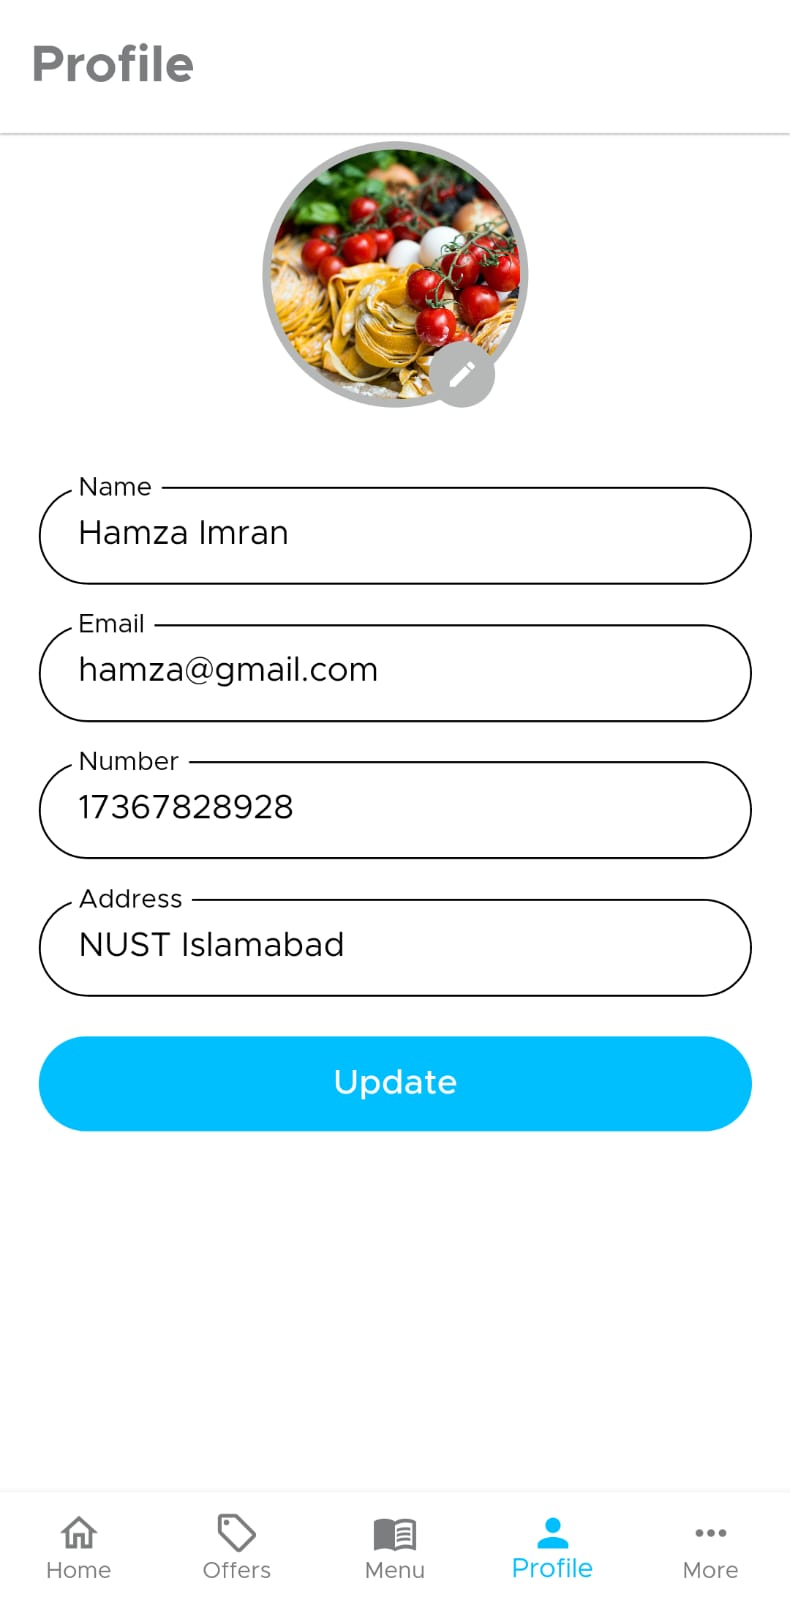 Profile
Name
Hamza Imran
Email
hamza@gmail.com
Number
17367828928
Address
NUST Islamabad
Update
Home Offers Menu Profile More